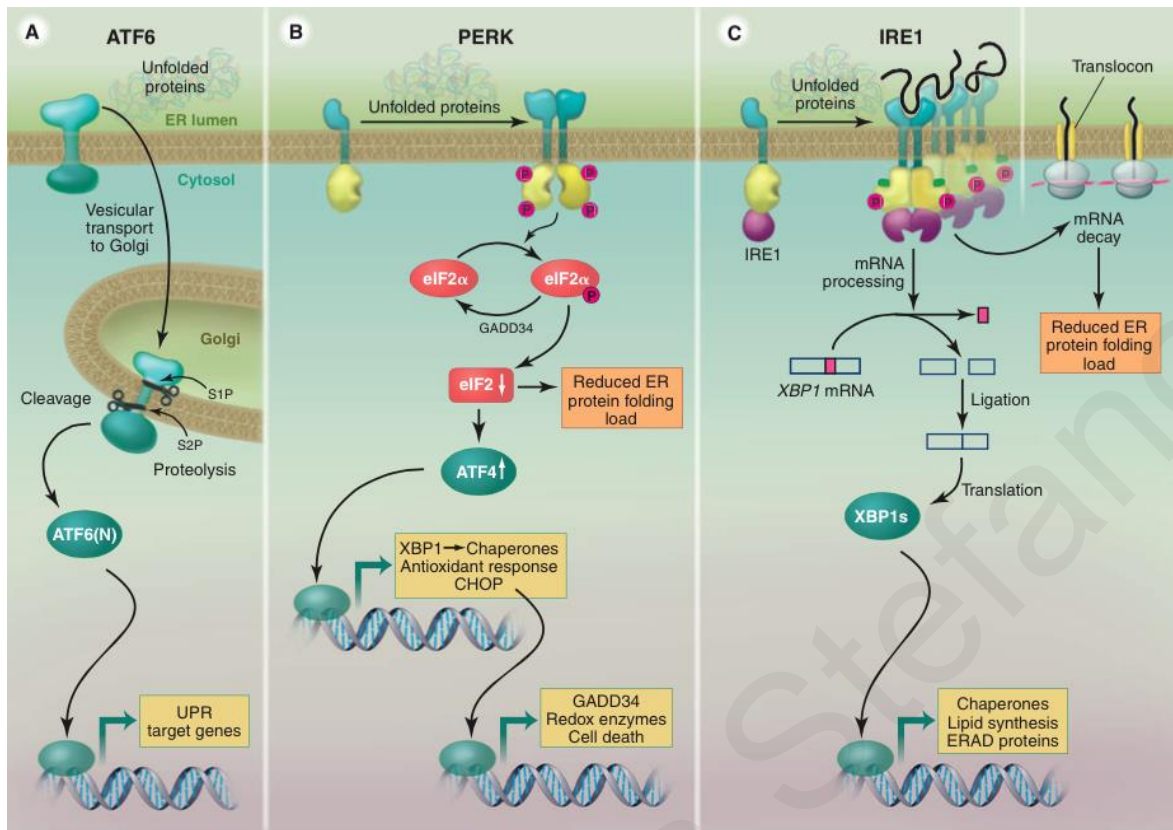 A
ATF6
Unfolded
proteins
ER lumen
Cytosol
Vesicular
transport
to Golgi
Golgi
S1P
Cleavage
S2P
Proteolysis
ATF6(N)
UPR
target genes
B
PERK
Unfolded proteins
P
P
P
P
eIF2α
eIF2α
P
GADD34
eIF2
Reduced ER
protein folding
load
ATF4
XBP1→Chaperones
Antioxidant response
CHOP
GADD34
Redox enzymes
Cell death
C
IRE1
Unfolded
proteins
Translocon
P
P
P
P
IRE1
mRNA
decay
mRNA
processing
Reduced ER
protein folding
load
XBP1 mRNA
Ligation
Translation
XBP1s
Chaperones
Lipid synthesis
ERAD proteins
Stefano